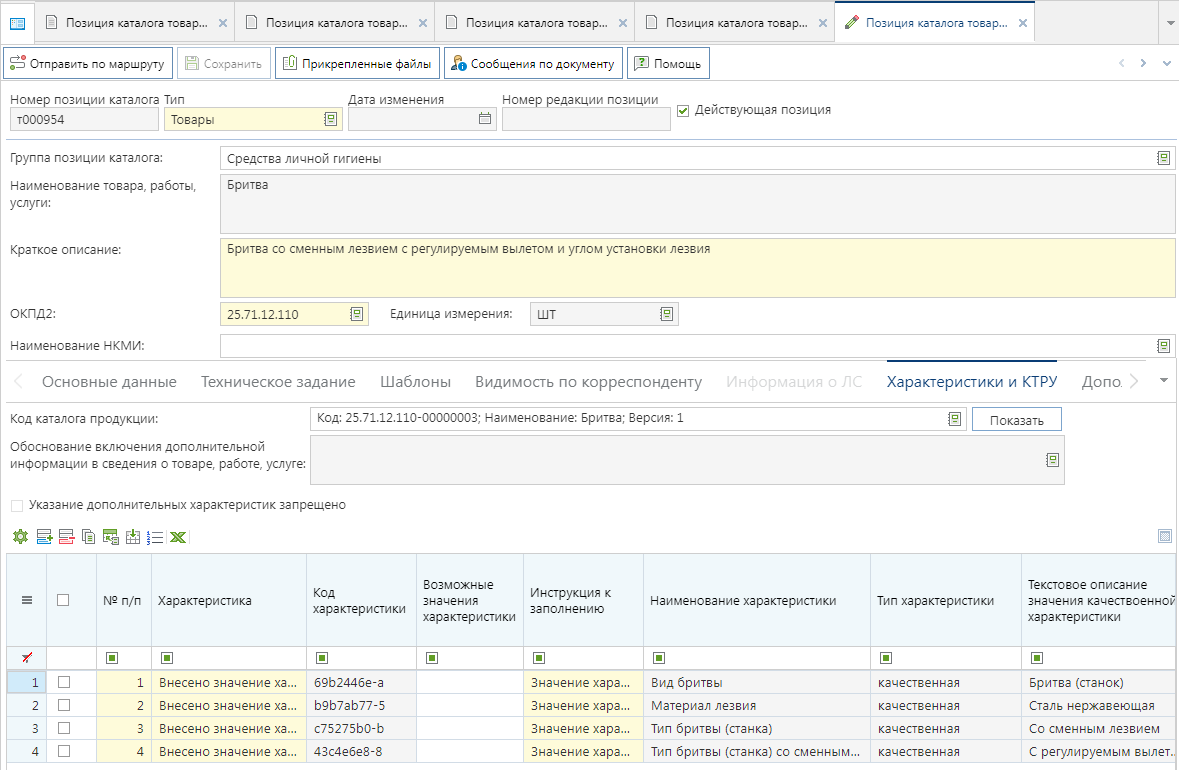 Позиция каталога товар...
Позиция каталога товар...
Позиция каталога товар...
Позиция каталога товар...
Позиция каталога товар...
Отправить по маршруту
Сохранить
Прикрепленные файлы
Сообщения по документу
Помощь
Номер позиции каталога
Тип
Дата изменения
Номер редакции позиции
Действующая позиция
т000954
Товары
Группа позиции каталога:
Средства личной гигиены
Наименование товара, работы,
услуги:
Бритва
Краткое описание:
Бритва со сменным лезвием с регулируемым вылетом и углом установки лезвия
ОКПД2:
25.71.12.110
Единица измерения:
ШТ
Наименование НКМИ:
Основные данные
Техническое задание
Шаблоны
Видимость по корреспонденту
Информация о ЛС
Характеристики и КТРУ
Допо.
Код каталога продукции:
Код: 25.71.12.110-00000003; Наименование: Бритва; Версия: 1
Показать
Обоснование включения дополнительной
информации в сведения о товаре, работе, услуге:
Указание дополнительных характеристик запрещено
№ п/п
Характеристика
Код
характеристики
Возможные
значения
характеристики
Инструкция к
заполнению
Наименование характеристики
Тип характеристики
Текстовое описание
значения качествоенной
характеристики
1 1 Внесено значение ха... 69b2446e-a Значение хара... Вид бритвы качественная Бритва (станок)
2 2 Внесено значение ха... b9b7ab77-5 Значение хара... Материал лезвия качественная Сталь нержавеющая
3 3 Внесено значение ха... c75275b0-b Значение хара... Тип бритвы (станка) качественная Со сменным лезвием
4 4 Внесено значение ха... 43c4e6e8-8 Значение хара... Тип бритвы (станка) со сменным... качественная С регулируемым вылет...